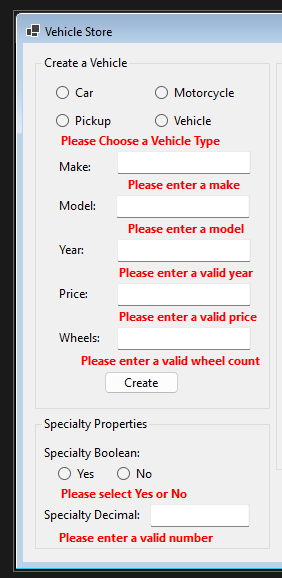 Vehicle Store
Create a Vehicle
Car Motorcycle
Pickup Vehicle
Please Choose a Vehicle Type
Make:
Please enter a make
Model:
Please enter a model
Year:
Please enter a valid year
Price:
Please enter a valid price
Wheels:
Please enter a valid wheel count
Create
Specialty Properties
Specialty Boolean:
Yes No
Please select Yes or No
Specialty Decimal:
Please enter a valid number